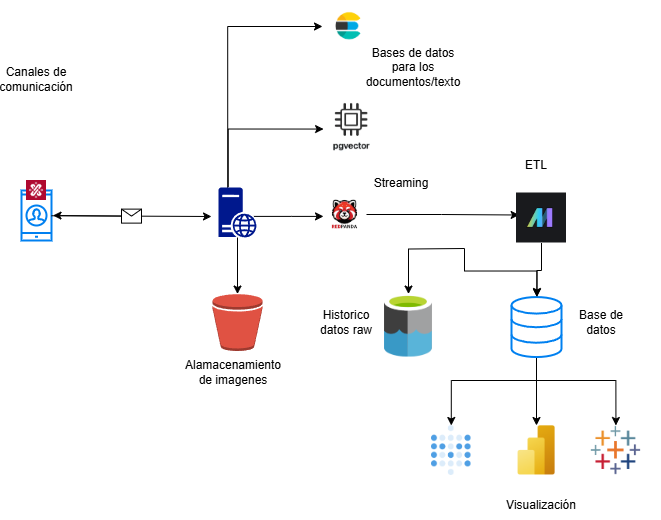 Canales de
comunicación
Bases de datos
para los
documentos/texto
pgvector
Streaming
ETL
REDPANDA
Historico
datos raw
Base de
datos
Alamacenamiento
de imagenes
Visualización